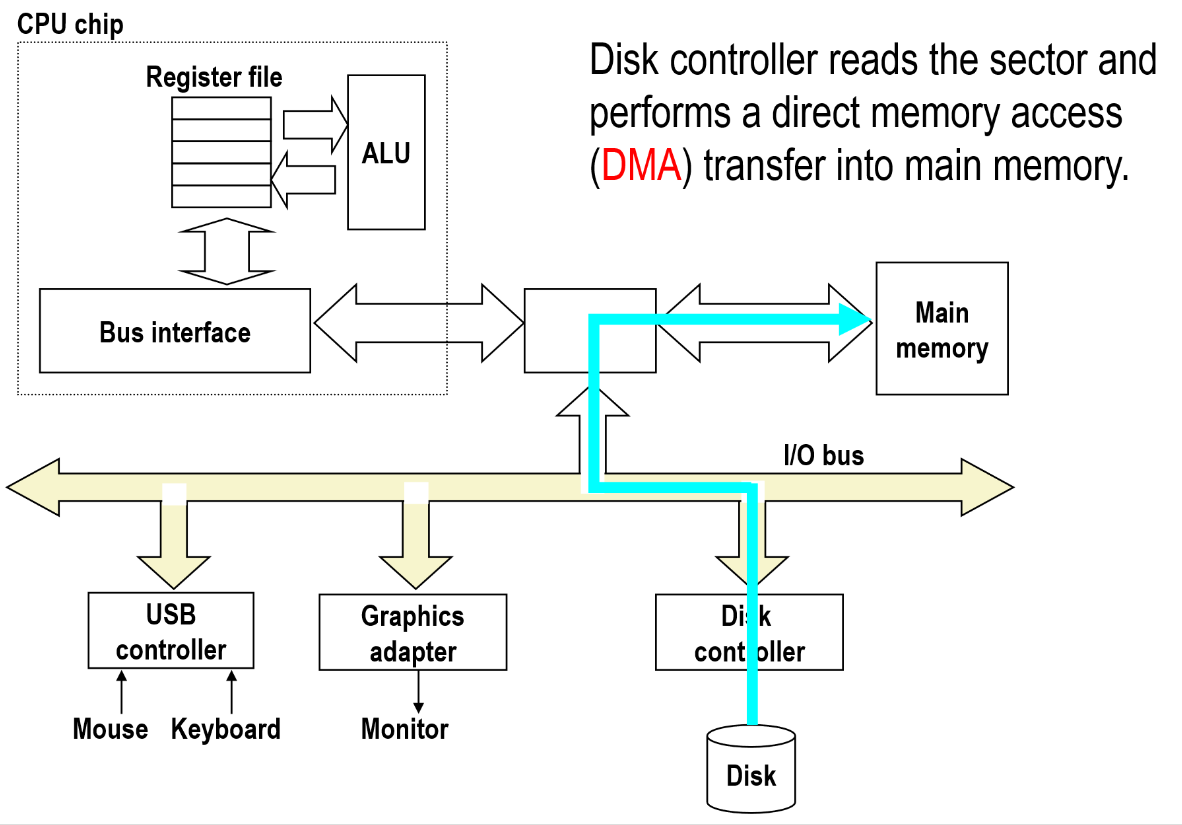 CPU chip
Disk controller reads the sector and
performs a direct memory access
(DMA) transfer into main memory.
Register file
ALU
Bus interface
Main
memory
I/O bus
USB
controller
Graphics
adapter
Disk
controller
Mouse
Keyboard
Monitor
Disk